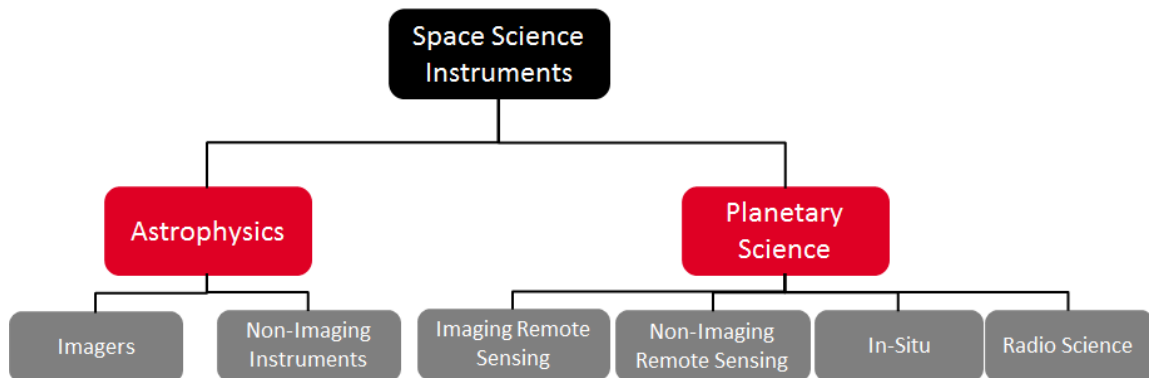 Space Science
Instruments
Astrophysics
Planetary
Science
Imagers
Non-Imaging
Instruments
Imaging Remote
Sensing
Non-Imaging
Remote Sensing
In-Situ
Radio Science